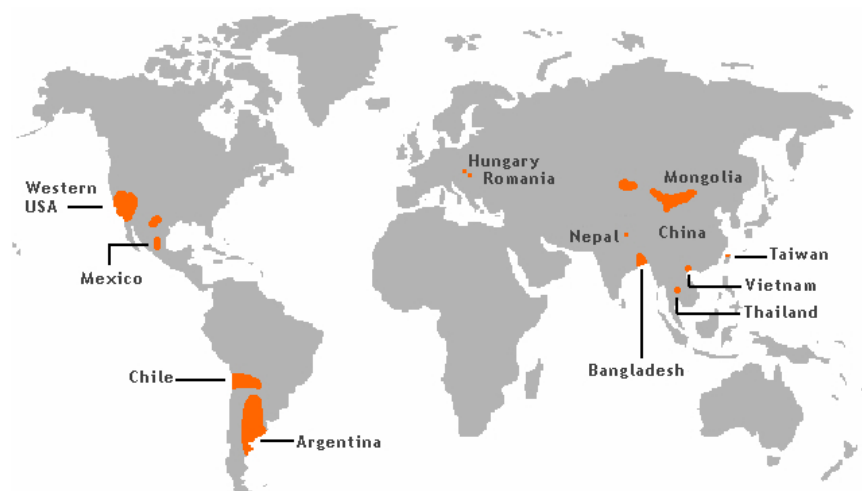 Hungary
Romania
Western
USA
Mongolia
Nepal
China
Taiwan
Mexico
Vietnam
Thailand
Chile
Bangladesh
Argentina